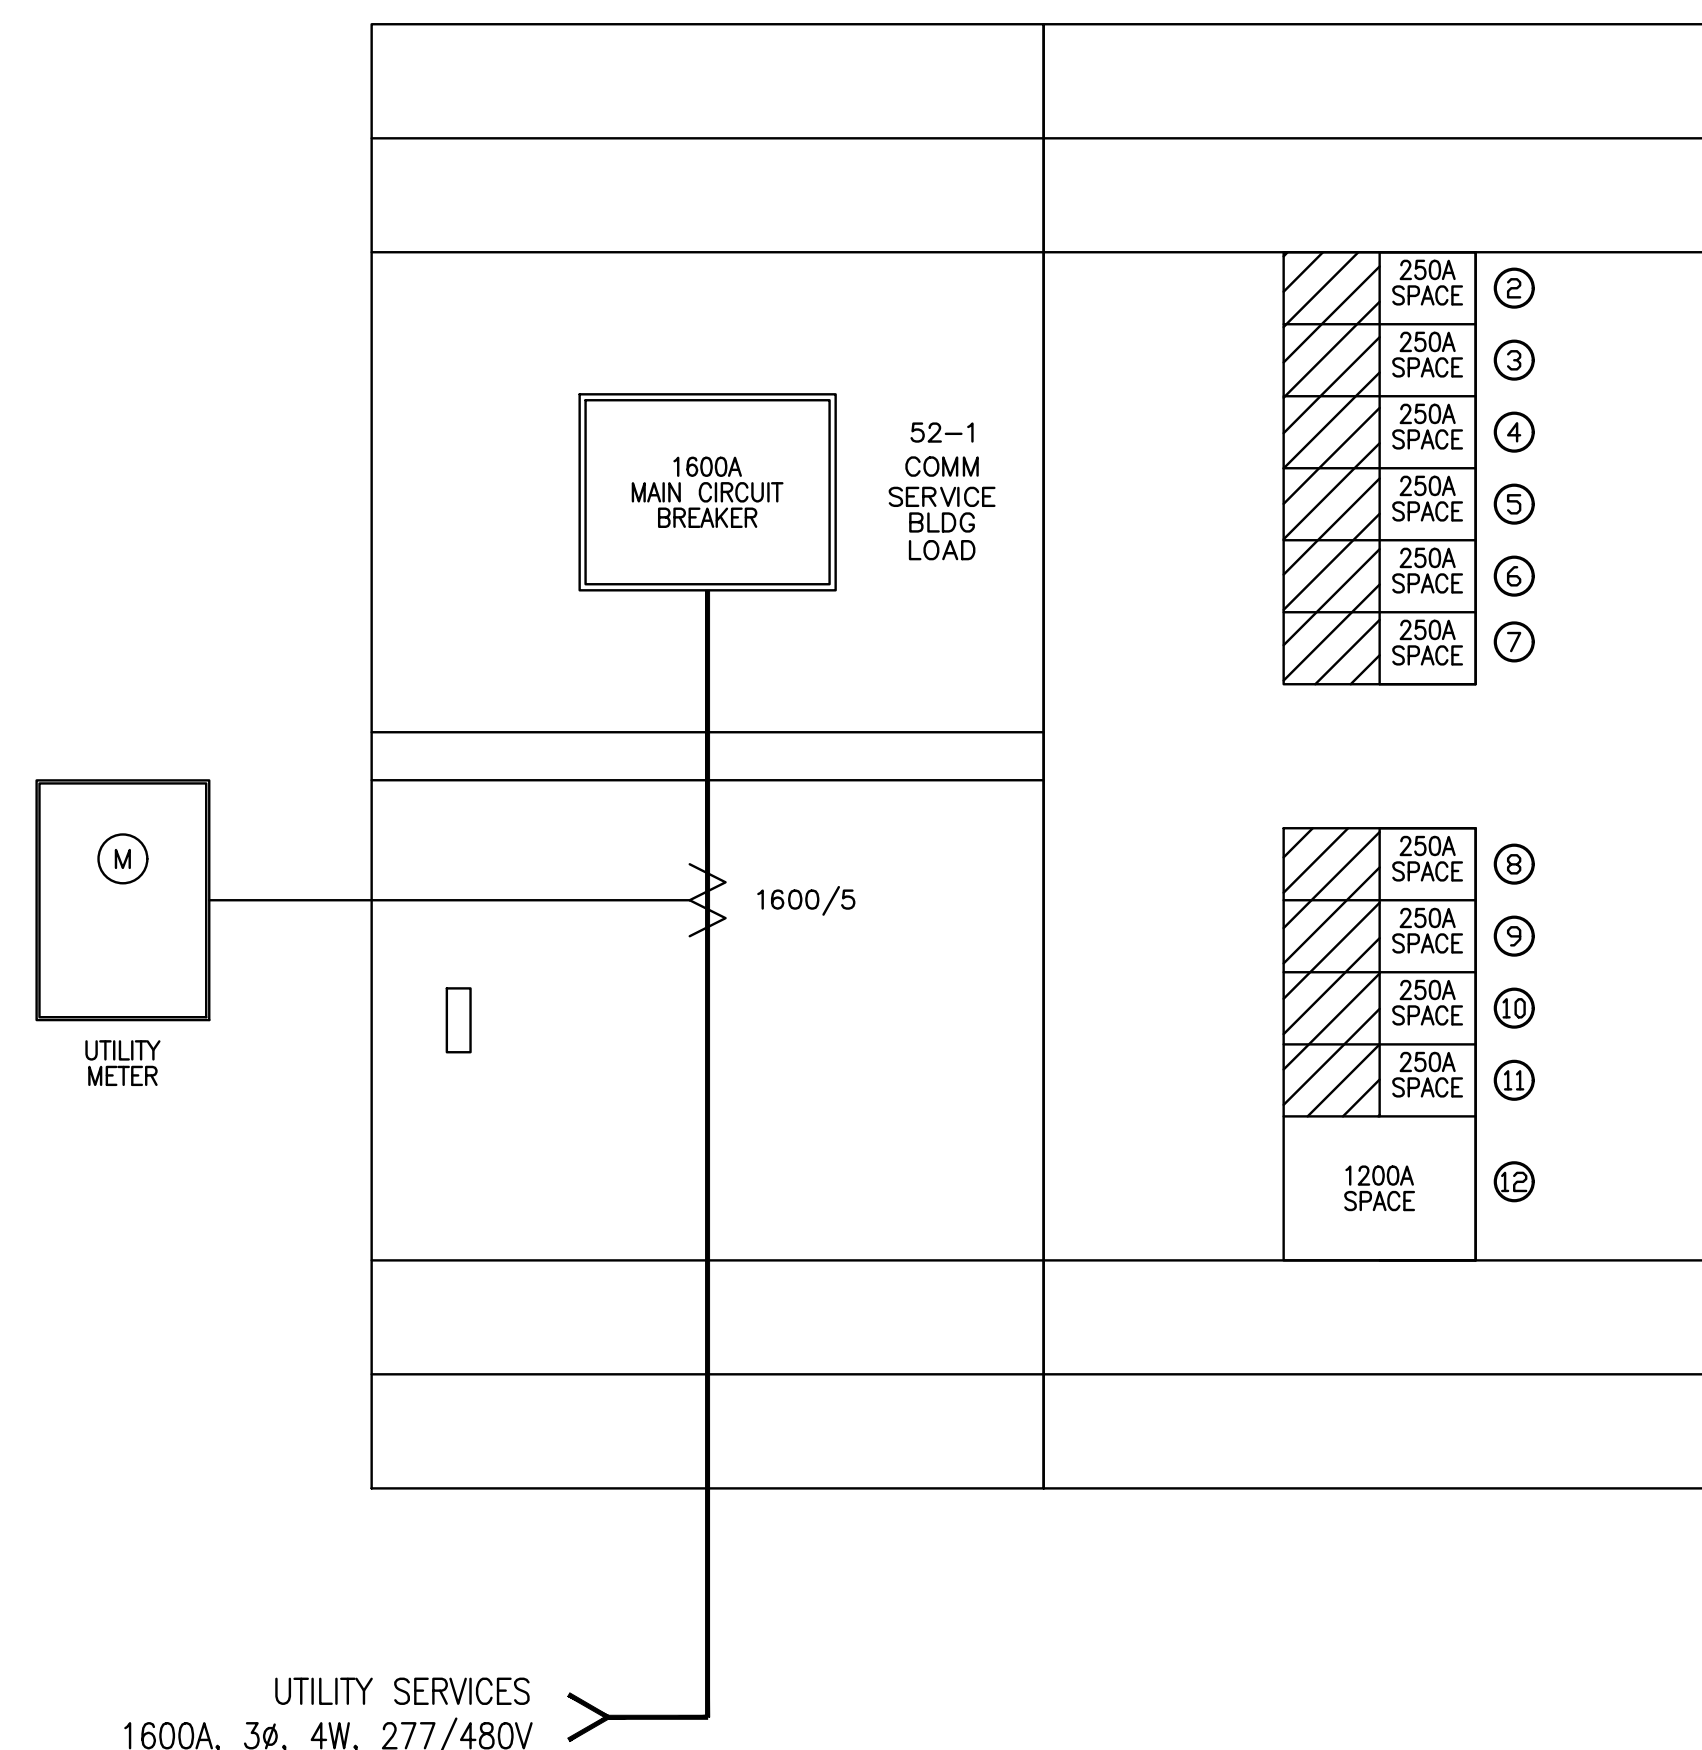 250A
SPACE
2
250A
SPACE
3
250A
SPACE
4
250A
SPACE
5
250A
SPACE
6
250A
SPACE
7
1600A
MAIN CIRCUIT
BREAKER
52-1
COMM
SERVICE
BLDG
LOAD
M
UTILITY
METER
1600/5
250A
SPACE
8
250A
SPACE
9
250A
SPACE
10
250A
SPACE
11
1200A
SPACE
12
UTILITY SERVICES
1600A, 3ø, 4W, 277/480V